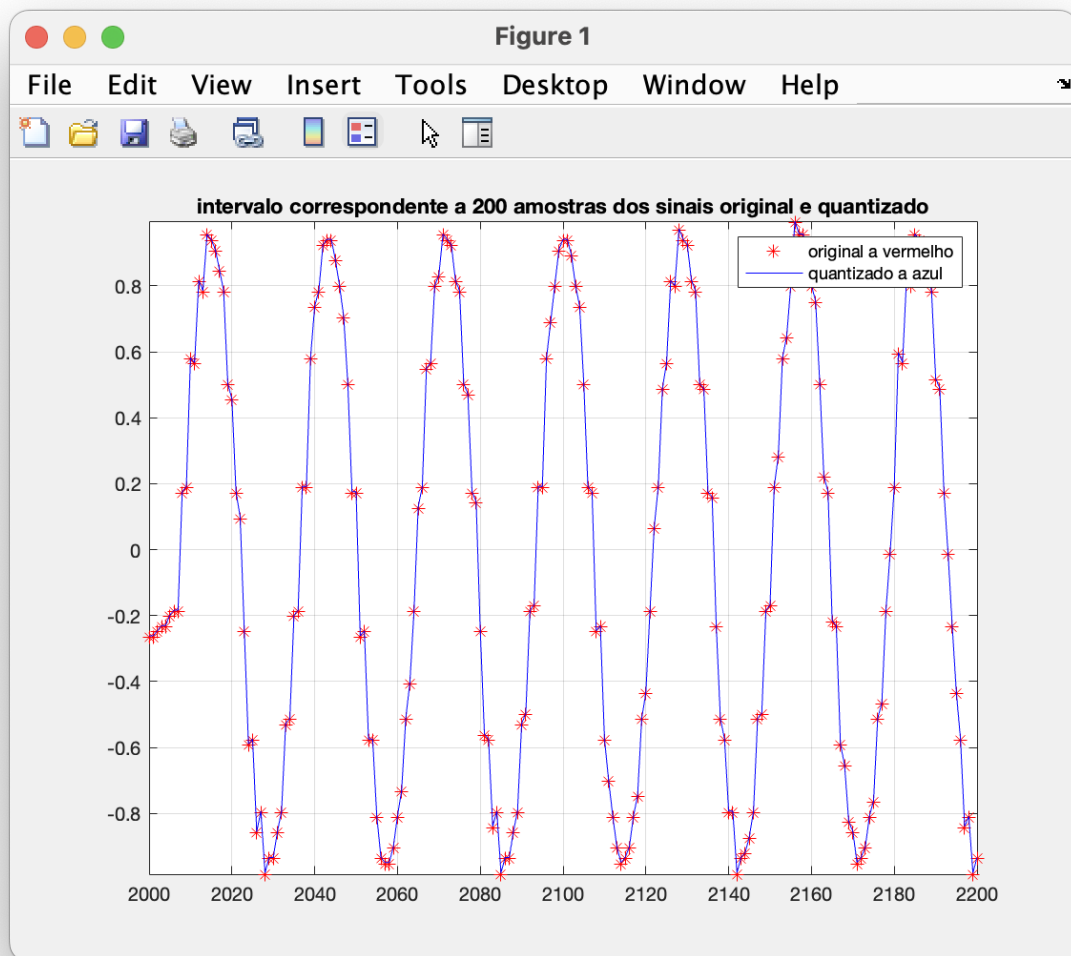 Figure 1
File Edit View Insert Tools Desktop Window Help
intervalo correspondente a 200 amostras dos sinais original e quantizado
original a vermelho
quantizado a azul
0.8
0.6
0.4
0.2
0
-0.2
-0.4
-0.6
-0.8
2000 2020 2040 2060 2080 2100 2120 2140 2160 2180 2200